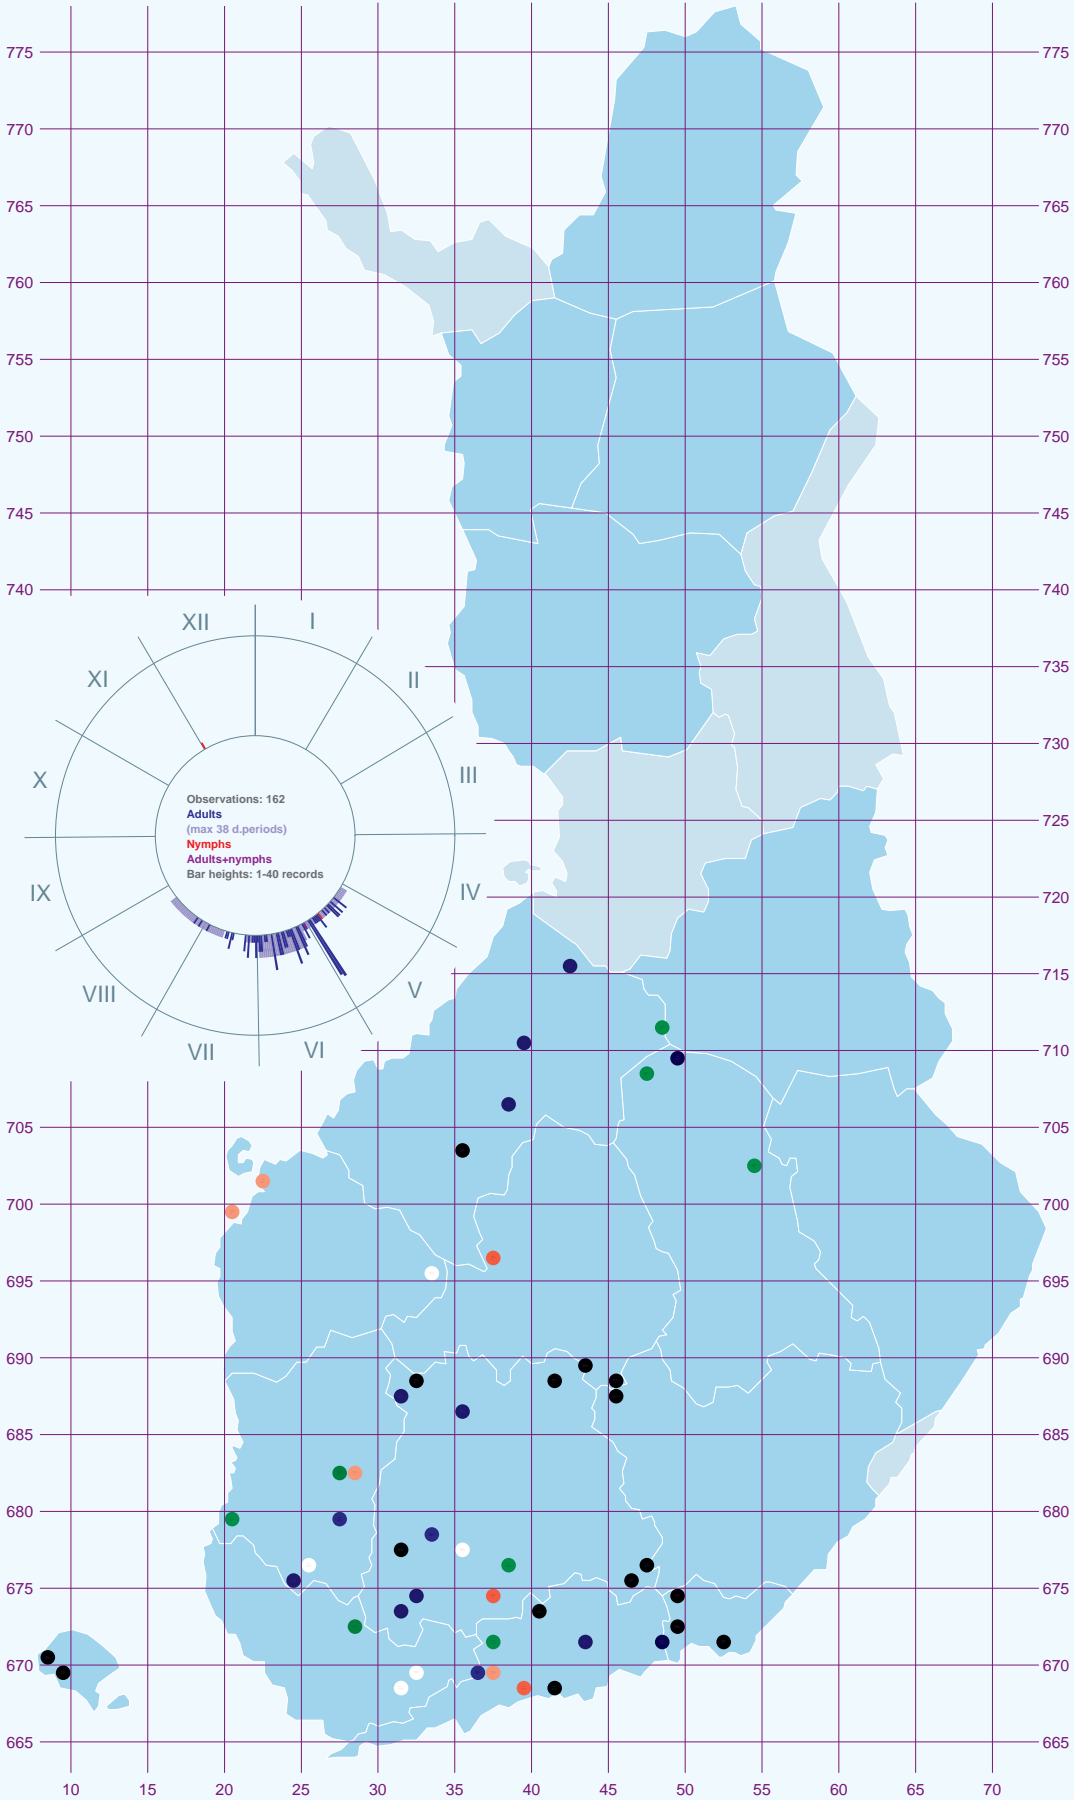 775 775
770 770
765 765
760 760
755 755
750 750
745 745
740 740
XII I
XI II
735
730
X III
Observations: 162
Adults
(max 38 d.periods)
Nymphs
Adults+nymphs
Bar heights: 1-40 records
725
IX IV
720
VIII V
715
VII VI
710
705 705
700 700
695 695
690 690
685 685
680 680
675 675
670 670
665 665
10 15 20 25 30 35 40 45 50 55 60 65 70